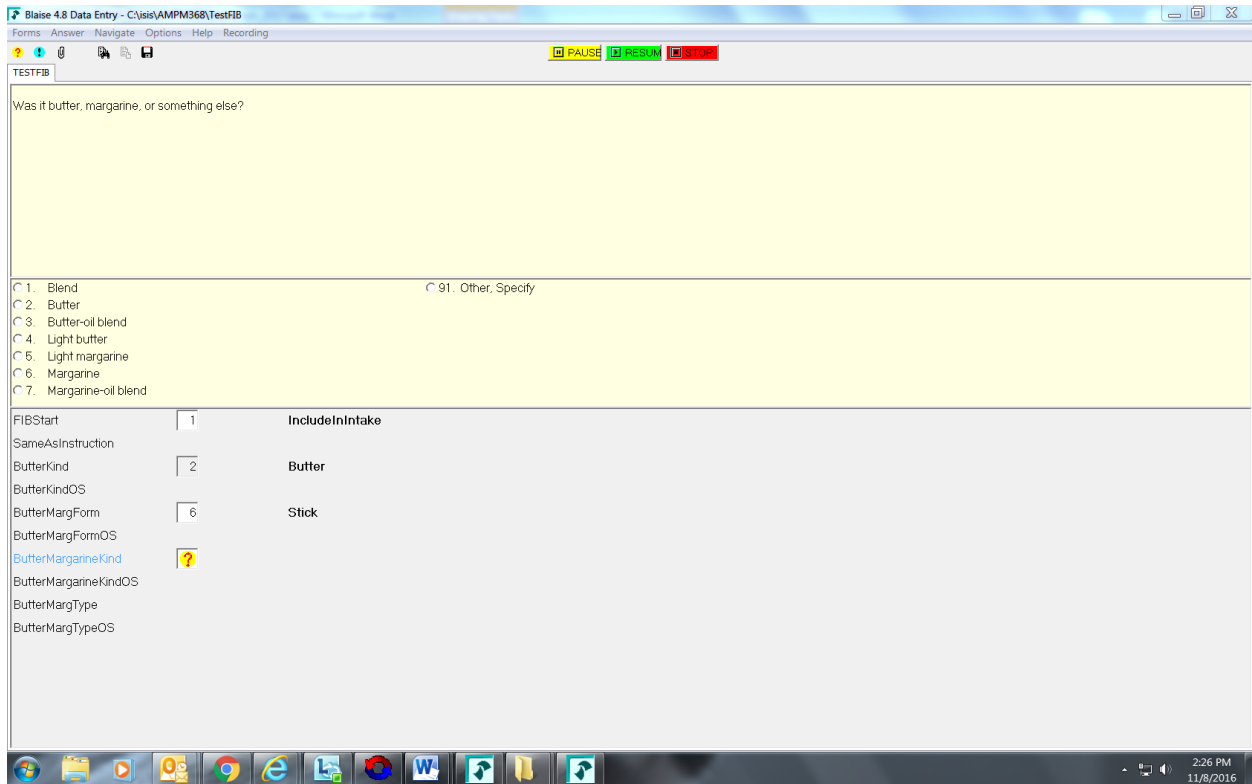 Blaise 4.8 Data Entry - C:\isis\AMPM368\TestFIB
Forms Answer Navigate Options Help Recording
PAUSE RESUM STOP
TESTFIB
Was it butter, margarine, or something else?
1. Blend
2. Butter
3. Butter-oil blend
4. Light butter
5. Light margarine
6. Margarine
7. Margarine-oil blend
91. Other, Specify
FIBStart 1 IncludeInIntake
SameAsInstruction
ButterKind 2 Butter
ButterKindOS
ButterMargForm 6 Stick
ButterMargFormOS
ButterMargarineKind ?
ButterMargarineKindOS
ButterMargType
ButterMargTypeOS
2:26 PM
11/8/2016